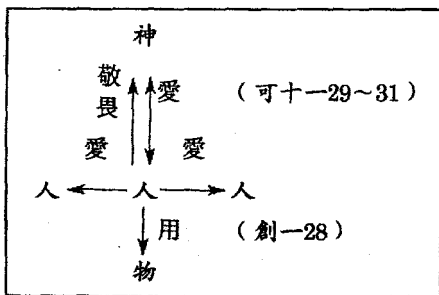 神
敬畏 愛 (可十一29～31)
愛 愛
人 人 人
用 (創一28)
物